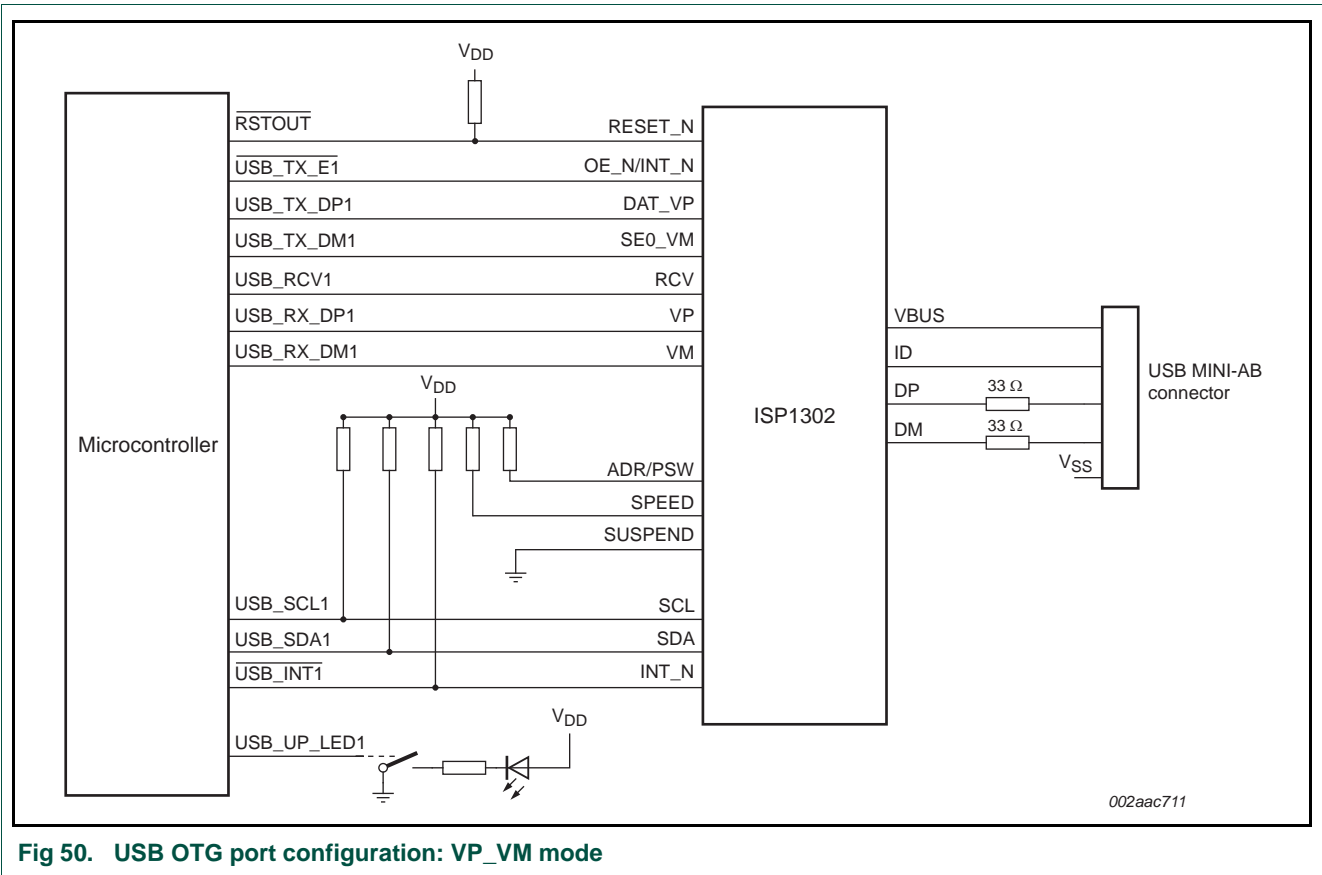 VDD
RSTOUT RESET_N
USB_TX_E1 OE_N/INT_N
USB_TX_DP1 DAT_VP
USB_TX_DM1 SE0_VM
USB_RCV1 RCV
USB_RX_DP1 VP
USB_RX_DM1 VM
VDD
Microcontroller
ADR/PSW
SPEED
SUSPEND
USB_SCL1 SCL
USB_SDA1 SDA
USB_INT1 INT_N
VDD
USB_UP_LED1
ISP1302
VBUS
ID
DP 33 Ω
DM 33 Ω
VSS
USB MINI-AB
connector
002aac711
Fig 50. USB OTG port configuration: VP_VM mode